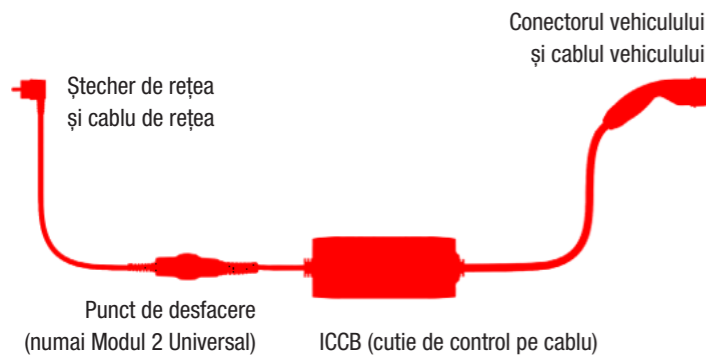 Conectorul vehiculului
și cablul vehiculului
Ștecher de rețea
și cablu de rețea
Punct de desfacere
(numai Modul 2 Universal)
ICCB (cutie de control pe cablu)